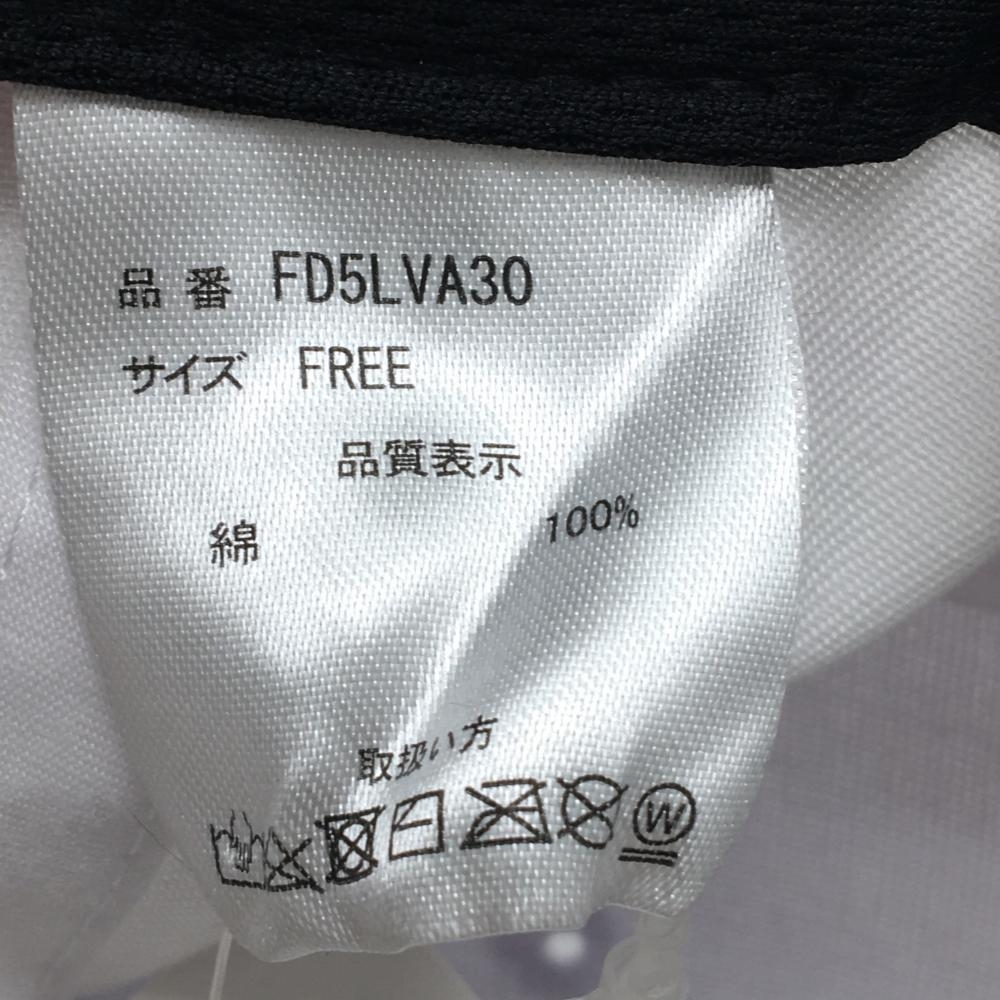 品番 FD5LVA30
サイズ FREE
品質表示
綿 100%
取扱い方
W